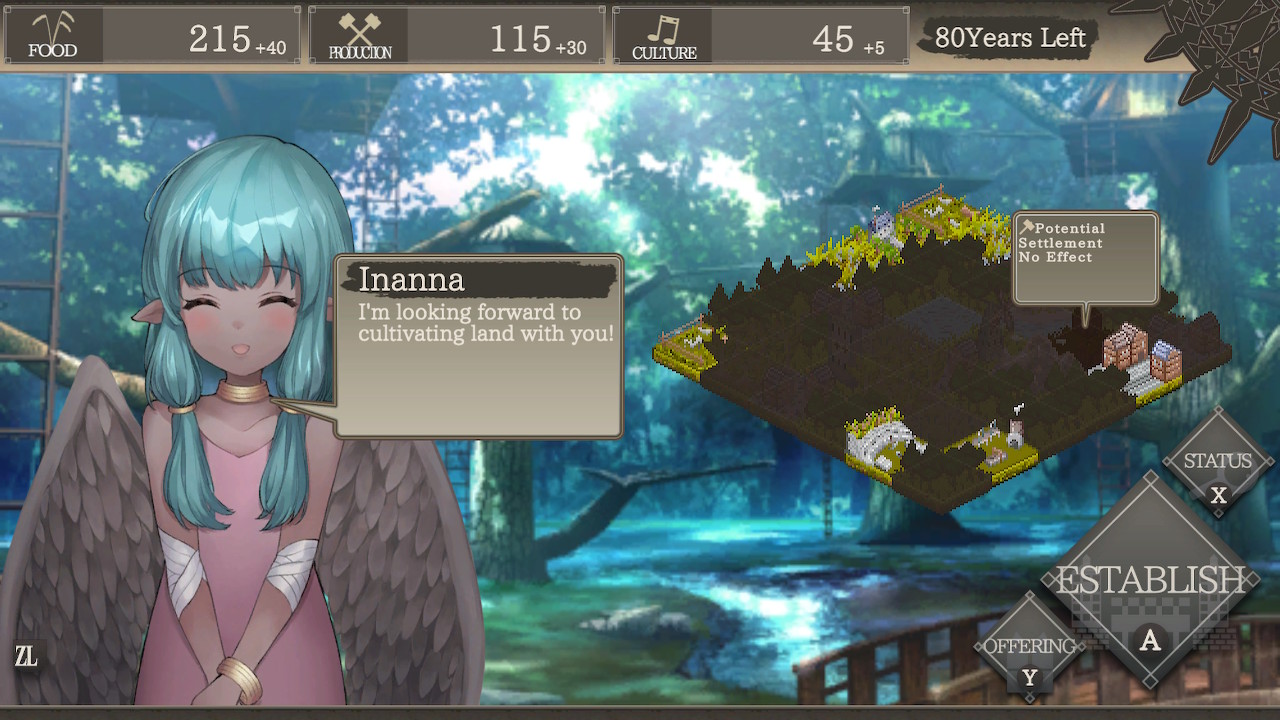 FOOD
215 +40
PRODUCTION
115 +30
CULTURE
45 +5
80Years Left
Inanna
I'm looking forward to
cultivating land with you!
Potential
Settlement
No Effect
STATUS
X
ESTABLISH
A
OFFERING
Y
ZL